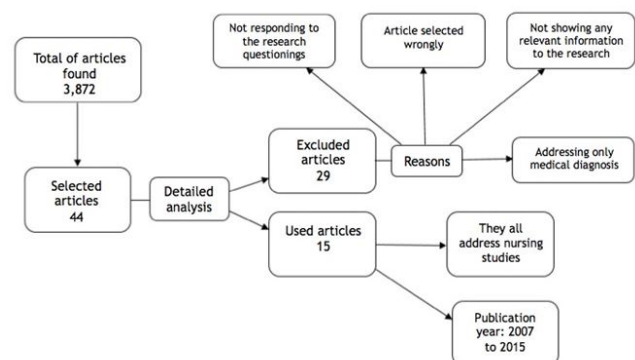 Total of articles
found
3,872
Not responding to
the research
questionings
Article selected
wrongly
Not showing any
relevant information
to the research
Excluded
articles
29
Reasons
Addressing only
medical diagnosis
Selected
articles
44
Detailed
analysis
Used articles
15
They all
address nursing
studies
Publication
year: 2007
to 2015